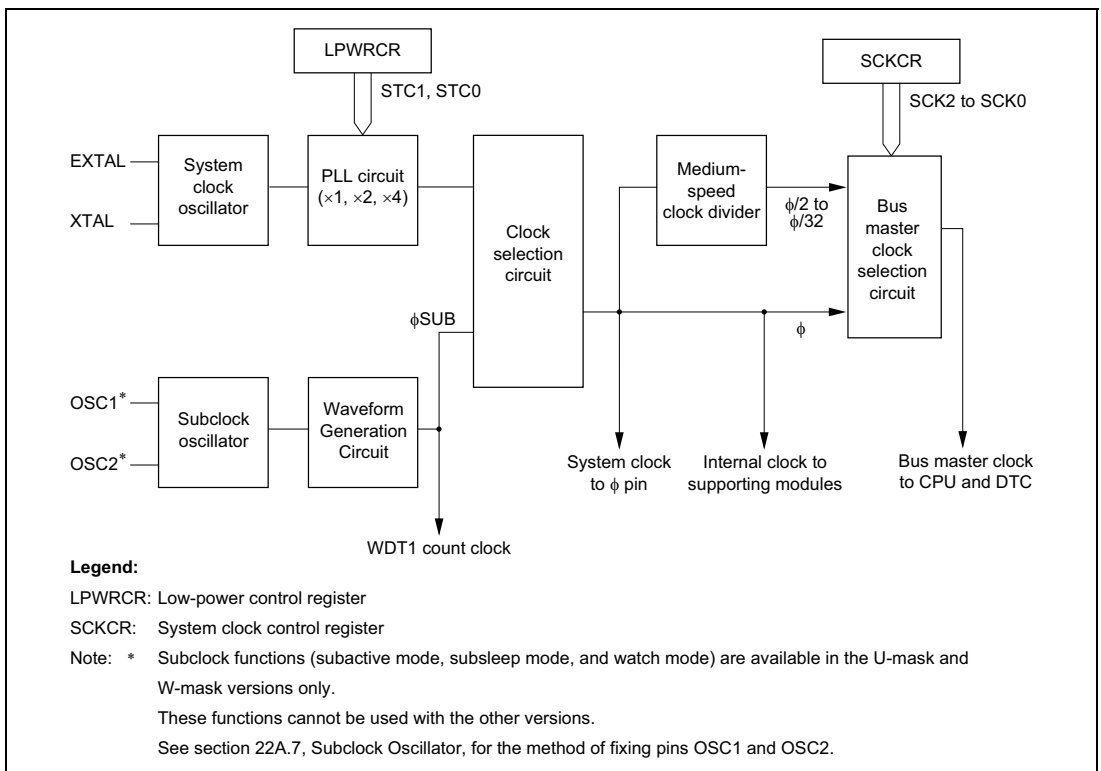 LPWRCR
STC1, STC0
SCKCR
SCK2 to SCK0
EXTAL
XTAL
System
clock
oscillator
PLL circuit
(×1, ×2, ×4)
Clock
selection
circuit
Medium-
speed
clock divider
ϕ/2 to
ϕ/32
Bus
master
clock
selection
circuit
ϕSUB
ϕ
OSC1*
OSC2*
Subclock
oscillator
Waveform
Generation
Circuit
System clock
to ϕ pin
Internal clock to
supporting modules
Bus master clock
to CPU and DTC
WDT1 count clock
Legend:
LPWRCR: Low-power control register
SCKCR: System clock control register
Note: * Subclock functions (subactive mode, subsleep mode, and watch mode) are available in the U-mask and
W-mask versions only.
These functions cannot be used with the other versions.
See section 22A.7, Subclock Oscillator, for the method of fixing pins OSC1 and OSC2.